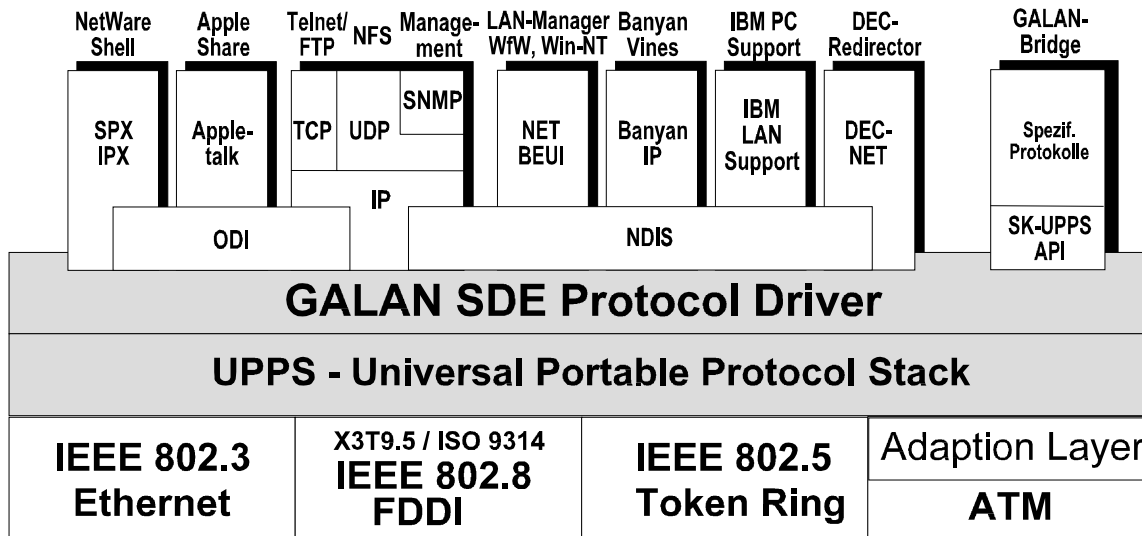 NetWare
Shell
Apple
Share
Telnet/
FTP
NFS
Manage-
ment
LAN-Manager
WfW, Win-NT
Banyan
Vines
IBM PC
Support
DEC-
Redirector
GALAN-
Bridge
SPX
IPX
Apple-
talk
TCP
UDP
SNMP
IP
NET
BEUI
Banyan
IP
IBM
LAN
Support
DEC-
NET
Spezif.
Protokolle
ODI
NDIS
SK-UPPS
API
GALAN SDE Protocol Driver
UPPS - Universal Portable Protocol Stack
IEEE 802.3
Ethernet
X3T9.5 / ISO 9314
IEEE 802.8
FDDI
IEEE 802.5
Token Ring
Adaption Layer
ATM